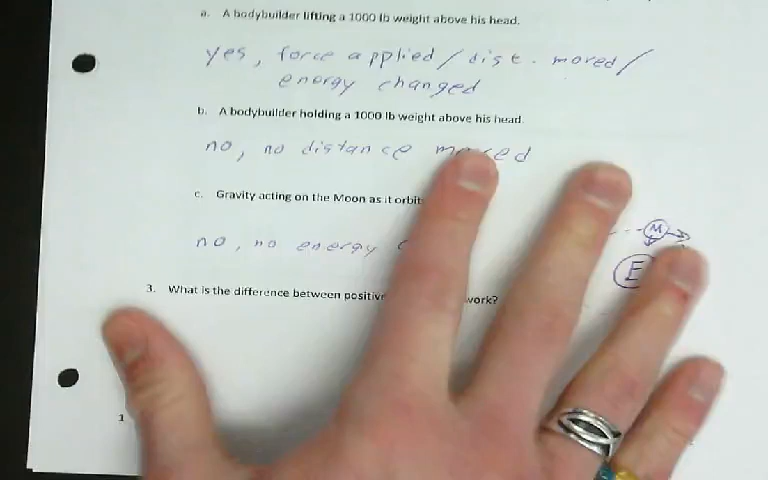 a. A bodybuilder lifting a 1000 lb weight above his head.
yes, force applied / dist. moved /
energy changed
b. A bodybuilder holding a 1000 lb weight above his head.
no, no distance moved
c. Gravity acting on the Moon as it orbit
M
no, no energy
E
3. What is the difference between positiv work?
1